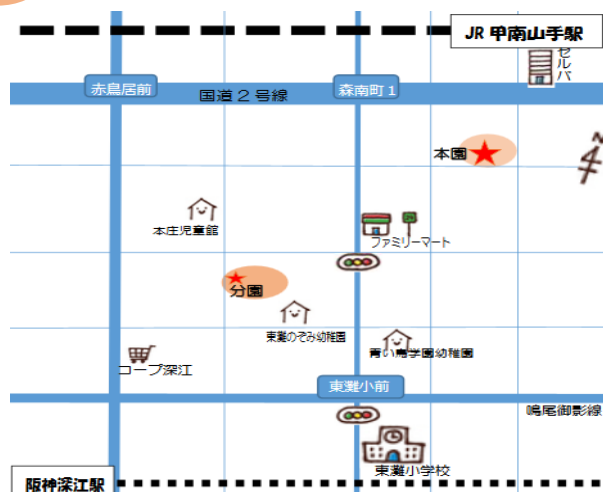 JR 甲南山手駅
セルバ
赤鳥居前
国道２号線
森南町１
本園
N
本庄児童館
ファミリーマート
分園
東灘のぞみ幼稚園
青い鳥学園幼稚園
コープ深江
東灘小前
鳴尾御影線
東灘小学校
阪神深江駅